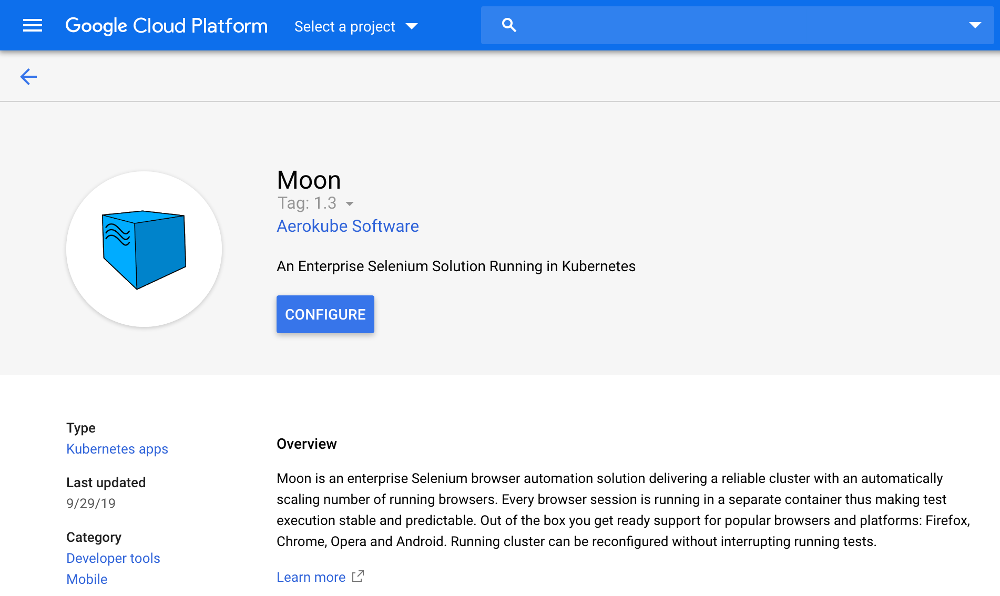 Google Cloud Platform
Select a project
Moon
Tag: 1.3
Aerokube Software
An Enterprise Selenium Solution Running in Kubernetes
CONFIGURE
Type
Kubernetes apps
Last updated
9/29/19
Category
Developer tools
Mobile
Overview
Moon is an enterprise Selenium browser automation solution delivering a reliable cluster with an automatically
scaling number of running browsers. Every browser session is running in a separate container thus making test
execution stable and predictable. Out of the box you get ready support for popular browsers and platforms: Firefox,
Chrome, Opera and Android. Running cluster can be reconfigured without interrupting running tests.
Learn more